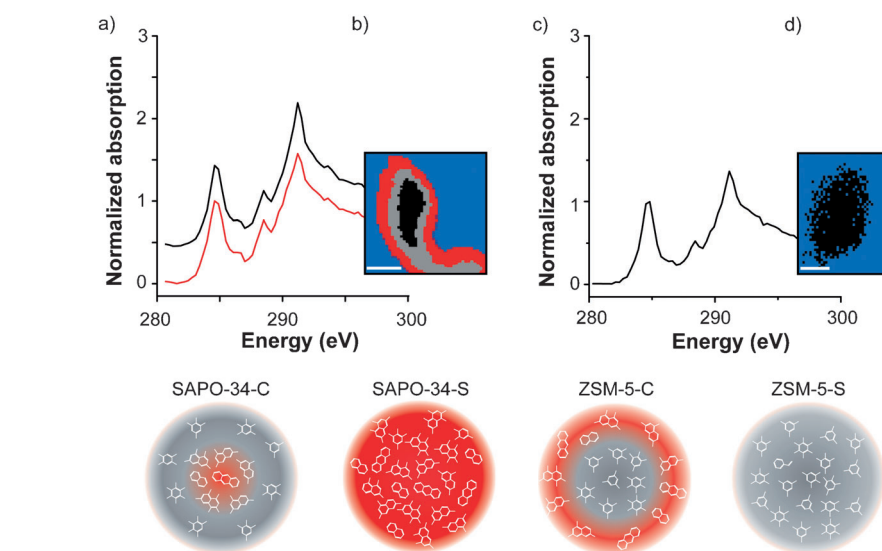 a) b) c) d)
3
2
1
0
Normalized absorption
280 290 300
Energy (eV)
3
2
1
0
Normalized absorption
280 290 300
Energy (eV)
SAPO-34-C SAPO-34-S ZSM-5-C ZSM-5-S